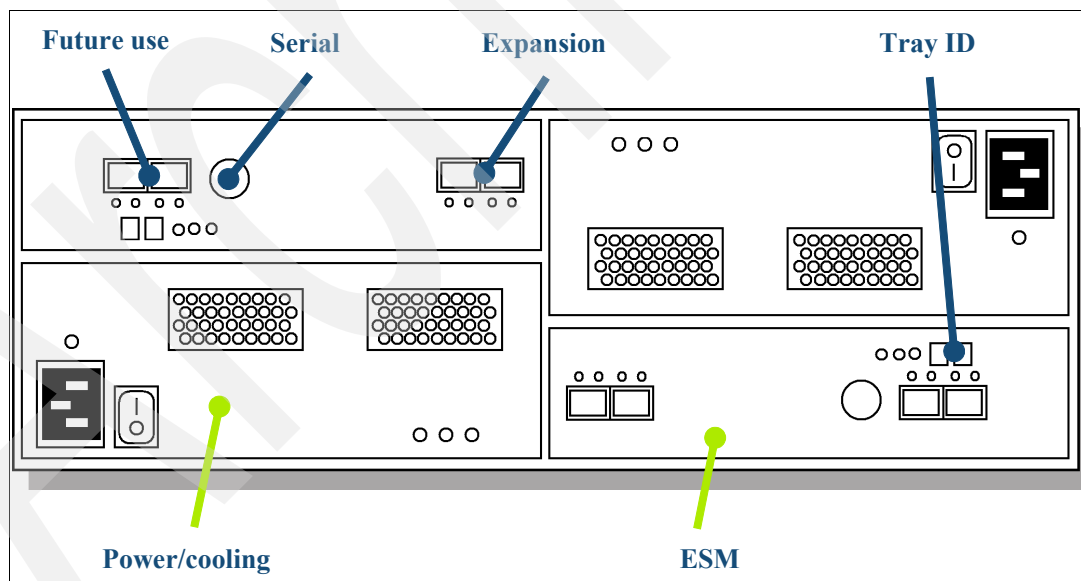 Future use
Serial
Expansion
Tray ID
Power/cooling
ESM